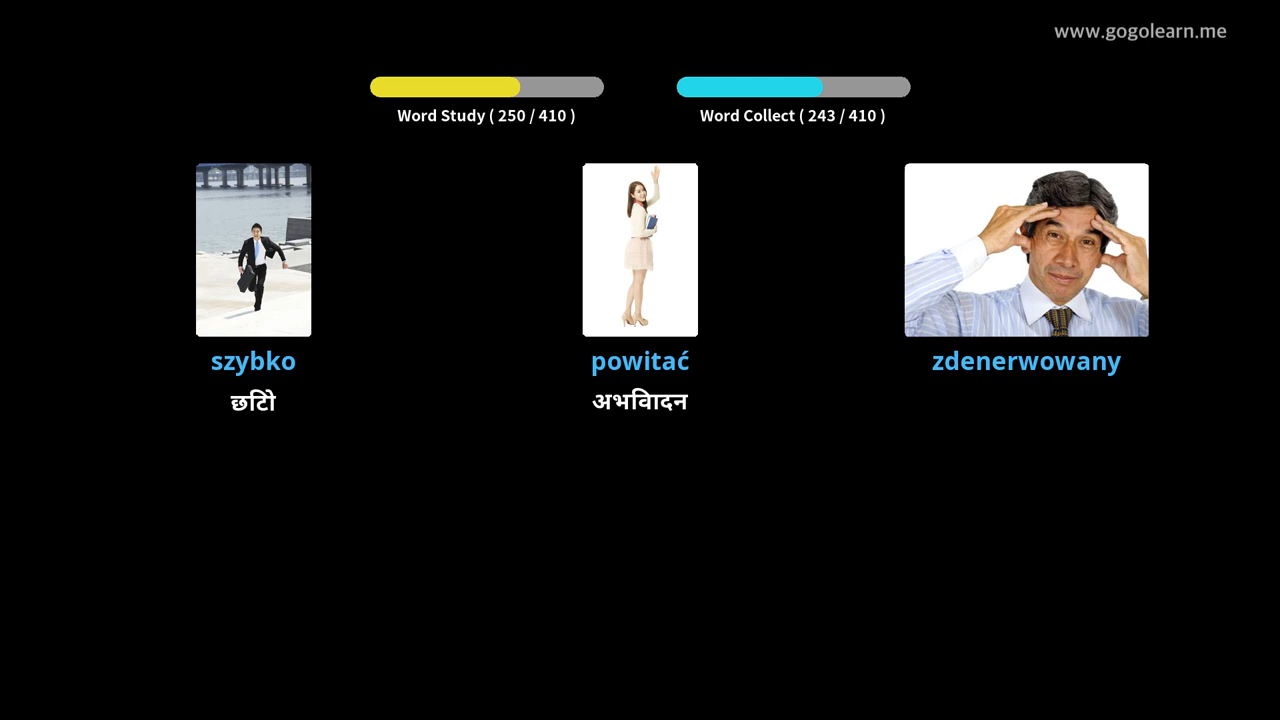 www.gogolearn.me
Word Study ( 250 / 410 )
Word Collect ( 243 / 410 )
szybko
powitać
zdenerwowany
छिटो
अभिवादन